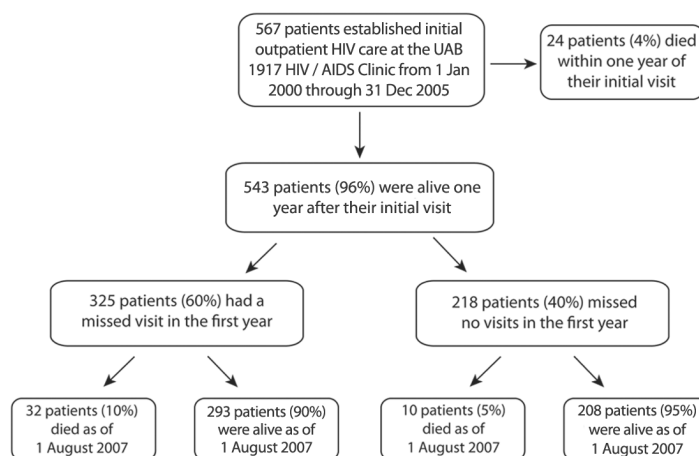 567 patients established initial
outpatient HIV care at the UAB
1917 HIV / AIDS Clinic from 1 Jan
2000 through 31 Dec 2005
24 patients (4%) died
within one year of
their initial visit
543 patients (96%) were alive one
year after their initial visit
325 patients (60%) had a
missed visit in the first year
218 patients (40%) missed
no visits in the first year
32 patients (10%)
died as of
1 August 2007
293 patients (90%)
were alive as of
1 August 2007
10 patients (5%)
died as of
1 August 2007
208 patients (95%)
were alive as of
1 August 2007